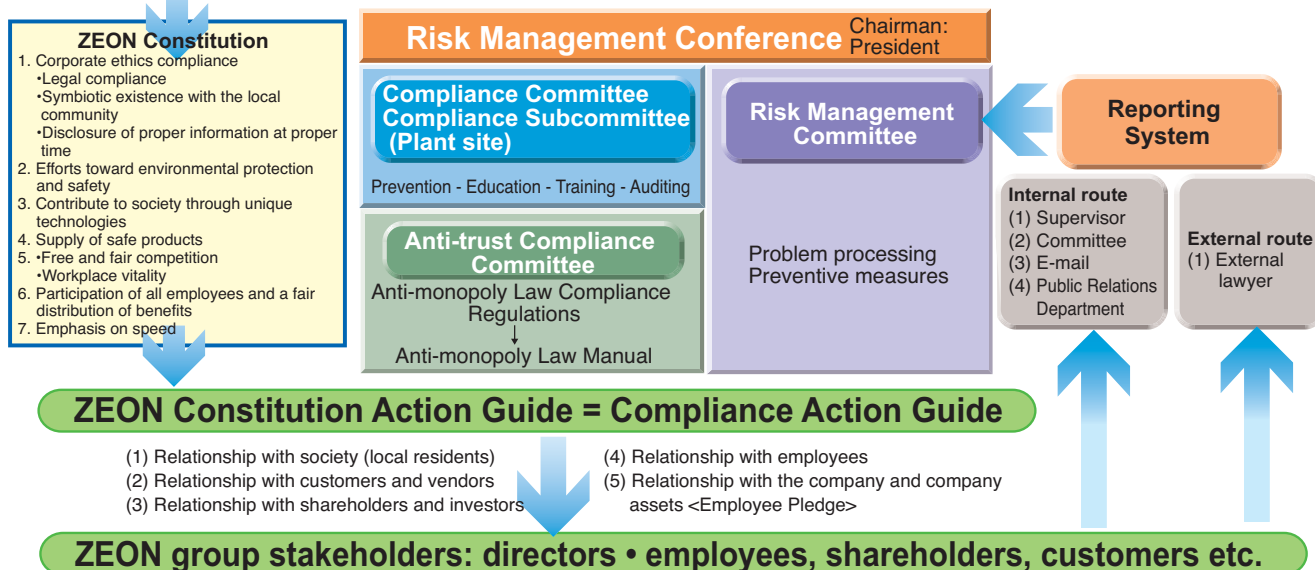 ZEON Constitution
1. Corporate ethics compliance
•Legal compliance
•Symbiotic existence with the local
community
•Disclosure of proper information at proper
time
2. Efforts toward environmental protection
and safety
3. Contribute to society through unique
technologies
4. Supply of safe products
5. •Free and fair competition
•Workplace vitality
6. Participation of all employees and a fair
distribution of benefits
7. Emphasis on speed
Risk Management Conference Chairman:
President
Compliance Committee
Compliance Subcommittee
(Plant site)
Prevention - Education - Training - Auditing
Anti-trust Compliance
Committee
Anti-monopoly Law Compliance
Regulations
Anti-monopoly Law Manual
Risk Management
Committee
Problem processing
Preventive measures
Reporting
System
Internal route
(1) Supervisor
(2) Committee
(3) E-mail
(4) Public Relations
Department
External route
(1) External
lawyer
ZEON Constitution Action Guide = Compliance Action Guide
(1) Relationship with society (local residents)
(2) Relationship with customers and vendors
(3) Relationship with shareholders and investors
(4) Relationship with employees
(5) Relationship with the company and company
assets <Employee Pledge>
ZEON group stakeholders: directors • employees, shareholders, customers etc.